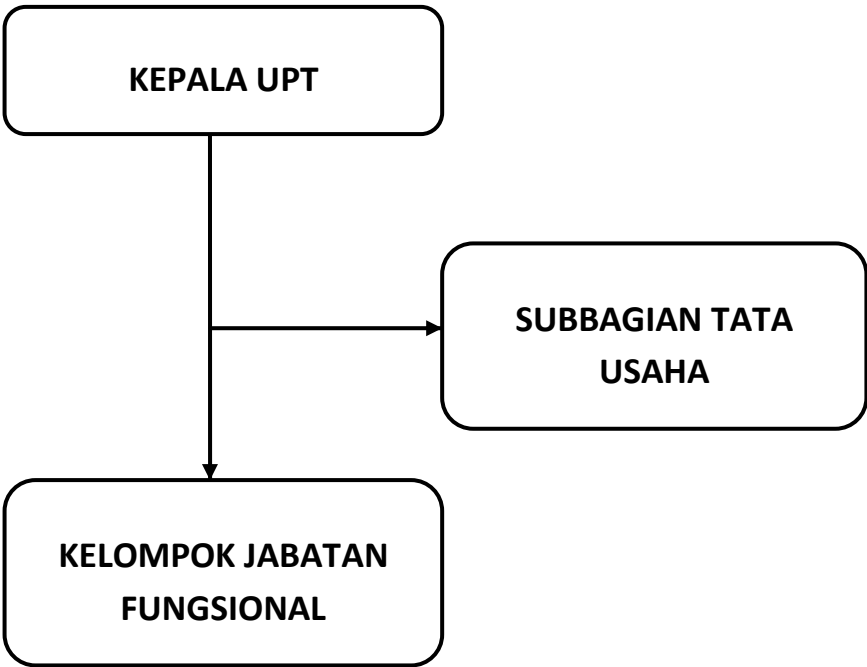 KEPALA UPT
SUBBAGIAN TATA
USAHA
KELOMPOK JABATAN
FUNGSIONAL